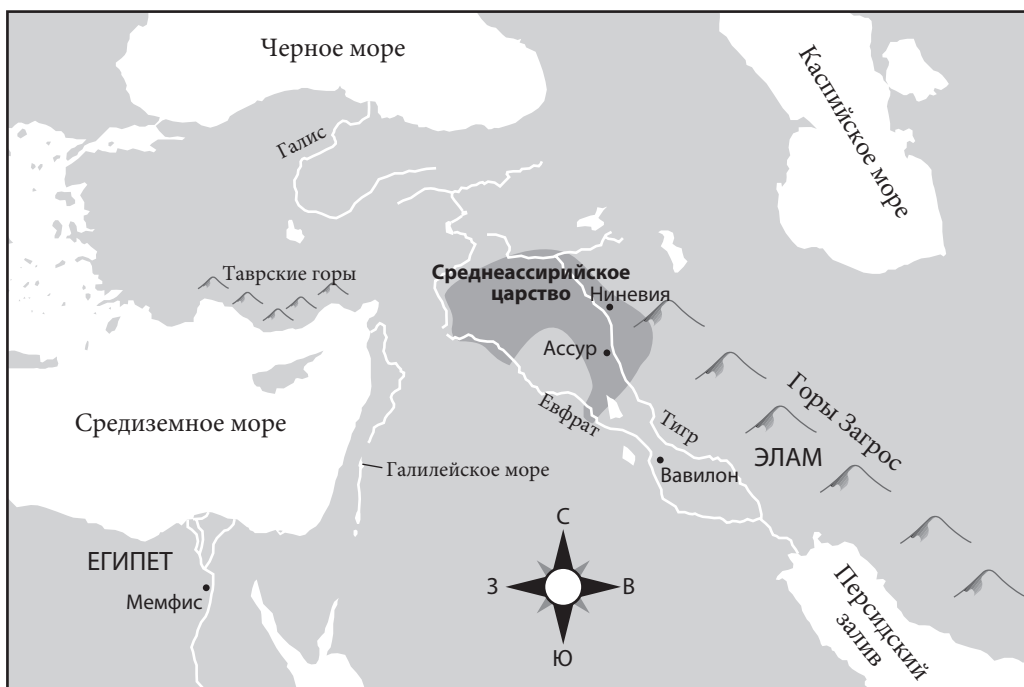 Черное море
Каспийское море
Галис
Таврские горы
Среднеассирийское
царство
Ниневия
Ассур
Горы Загрос
Средиземное море
Евфрат
Тигр
ЭЛАМ
Галилейское море
Вавилон
С
ЕГИПЕТ
З
В
Мемфис
Ю
Персидский
залив